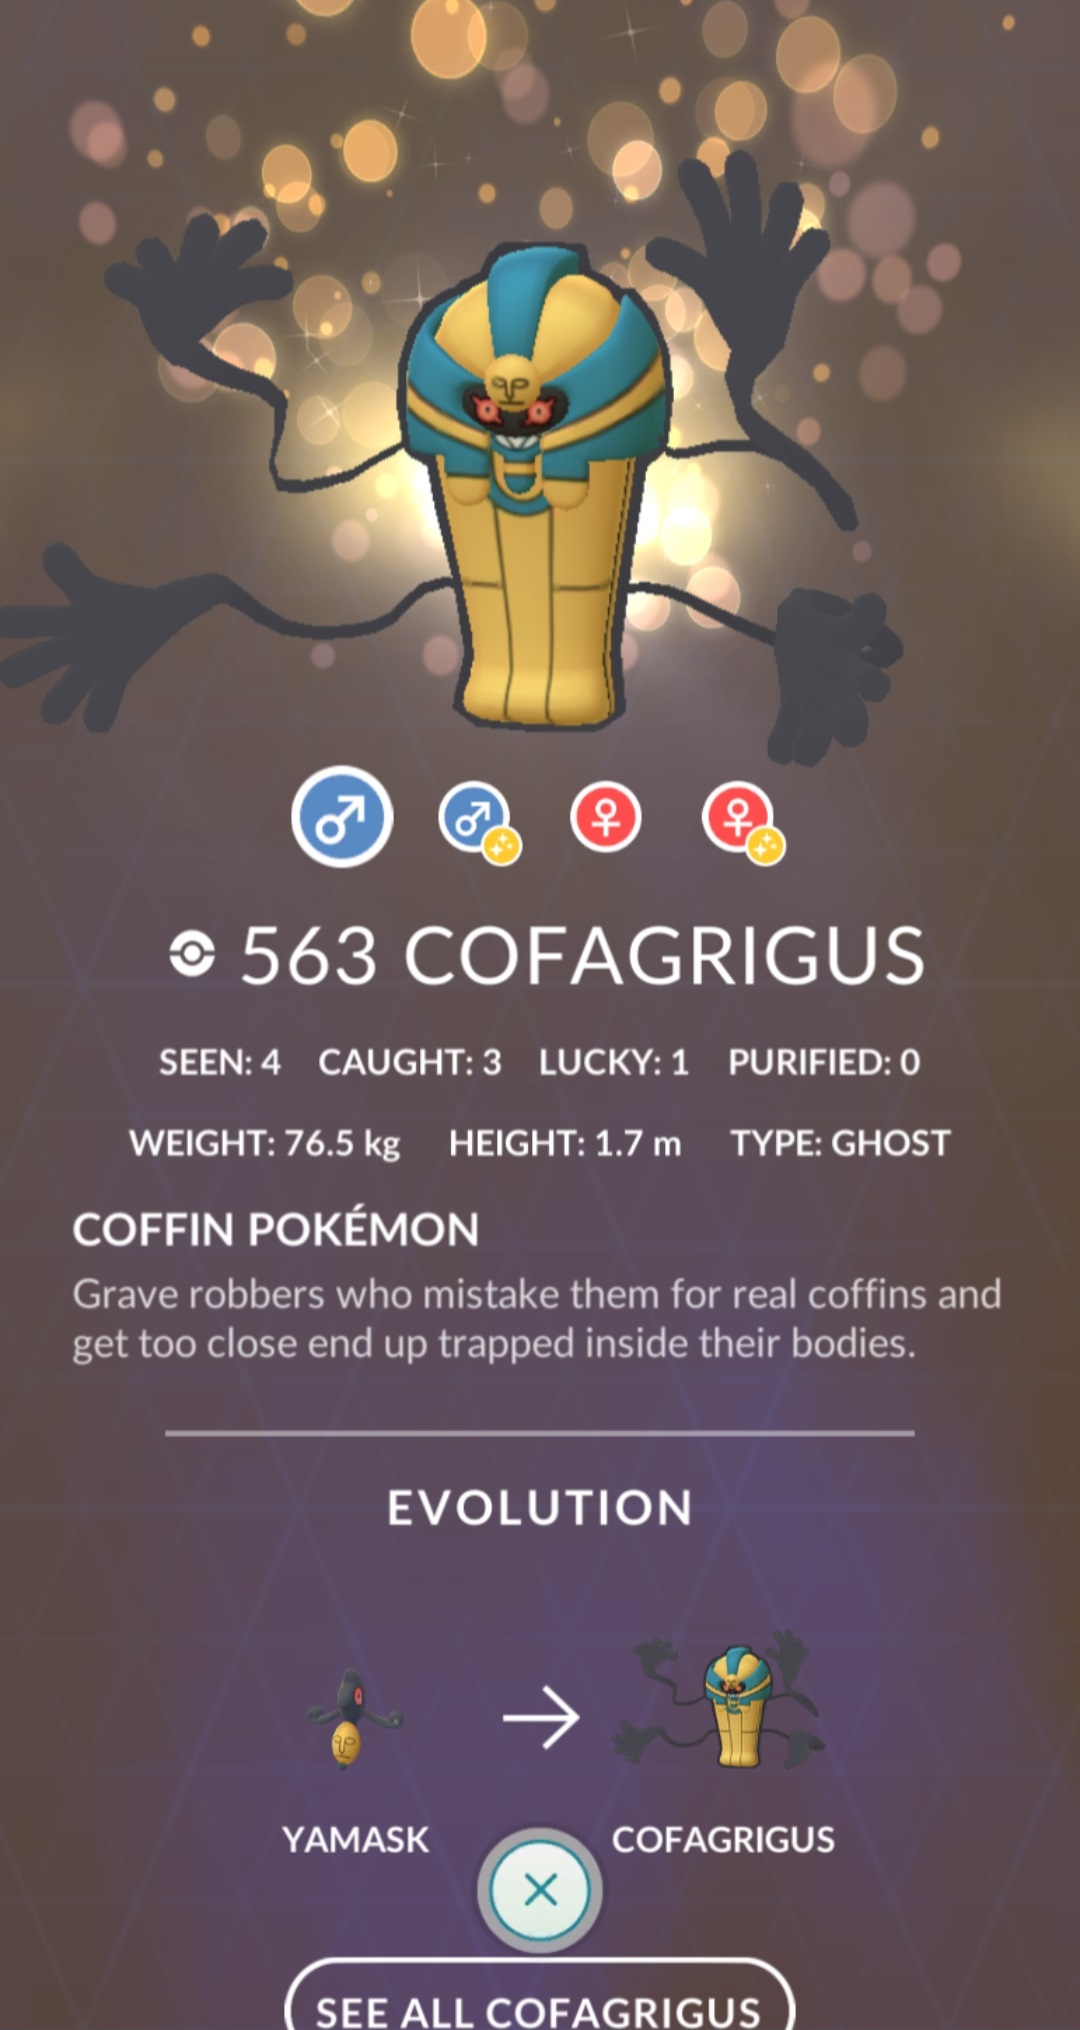 563 COFAGRIGUS
SEEN: 4 CAUGHT: 3 LUCKY: 1 PURIFIED: 0
WEIGHT: 76.5 kg HEIGHT: 1.7 m TYPE: GHOST
COFFIN POKÉMON
Grave robbers who mistake them for real coffins and
get too close end up trapped inside their bodies.
EVOLUTION
YAMASK COFAGRIGUS
SEE ALL COFAGRIGUS